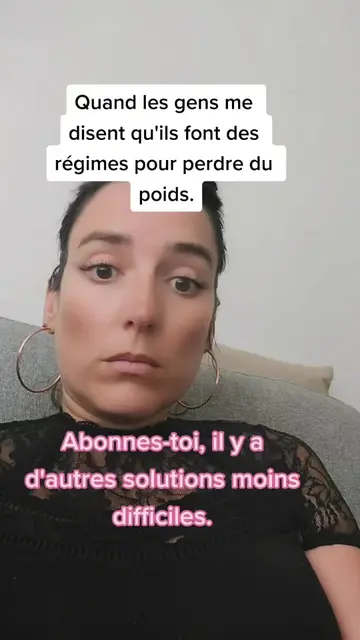 Quand les gens me
disent qu'ils font des
régimes pour perdre du
poids.
Abonnes-toi, il y a
d'autres solutions moins
difficiles.